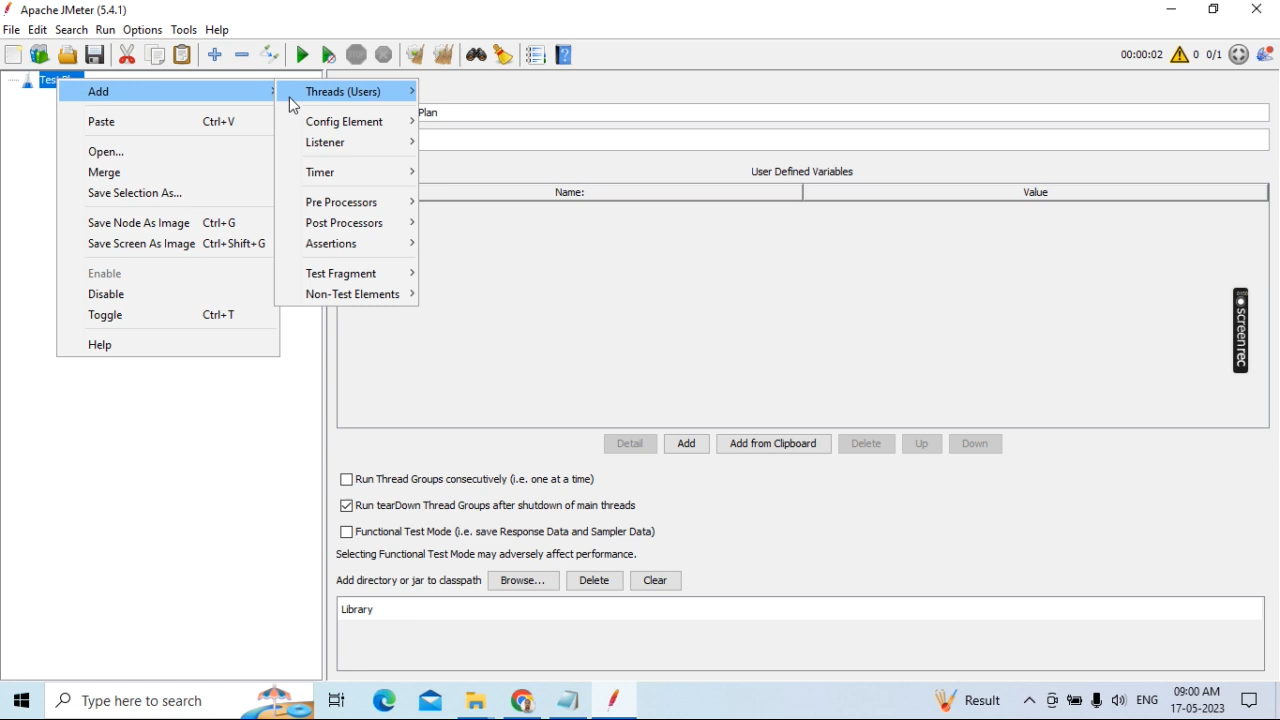 Apache JMeter (5.4.1)
File Edit Search Run Options Tools Help
00:00:02 0 0/1
Add
Threads (Users)
Plan
Paste Ctrl+V
Config Element
Listener
Open...
Merge
Timer
User Defined Variables
Save Selection As...
Name: Value
Pre Processors
Save Node As Image Ctrl+G
Post Processors
Save Screen As Image Ctrl+Shift+G
Assertions
Enable
Test Fragment
Disable
Non-Test Elements
Toggle Ctrl+T
Help
screenrec
Detail Add Add from Clipboard Delete Up Down
Run Thread Groups consecutively (i.e. one at a time)
Run tearDown Thread Groups after shutdown of main threads
Functional Test Mode (i.e. save Response Data and Sampler Data)
Selecting Functional Test Mode may adversely affect performance.
Add directory or jar to classpath Browse... Delete Clear
Library
Type here to search
Result
ENG
09:00 AM
17-05-2023